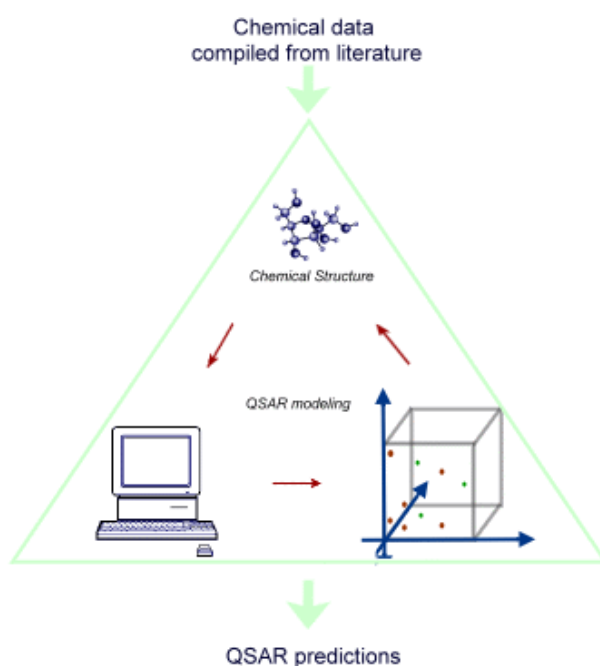 Chemical data
compiled from literature
Chemical Structure
QSAR modeling
QSAR predictions